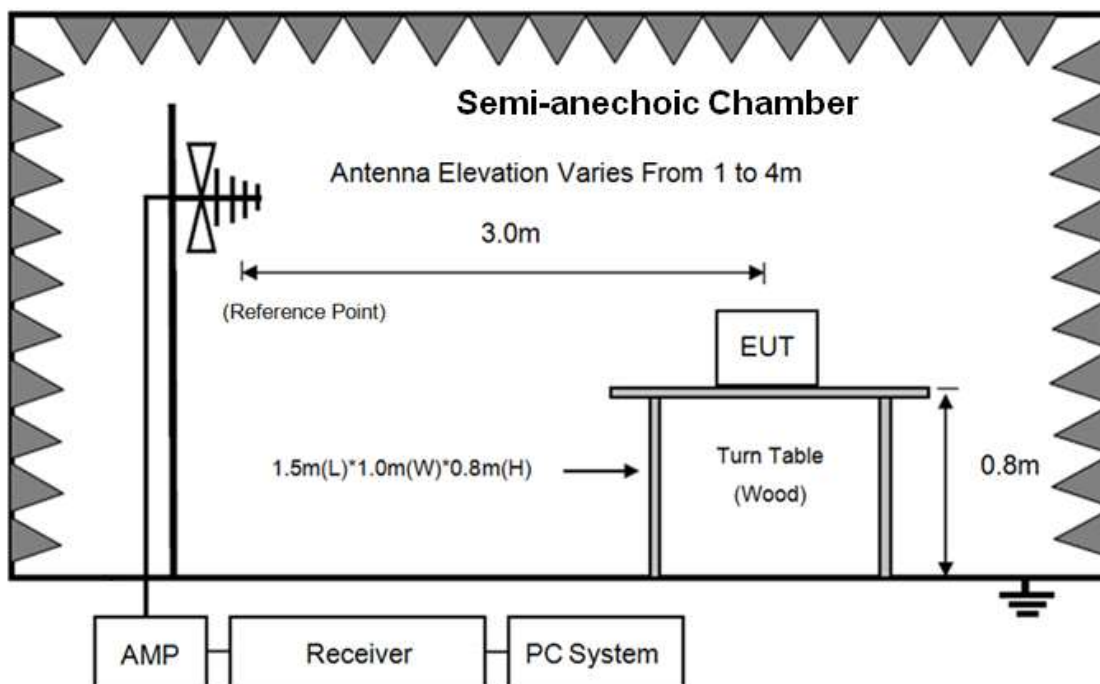 Semi-anechoic Chamber
Antenna Elevation Varies From 1 to 4m
3.0m
(Reference Point)
EUT
1.5m(L)*1.0m(W)*0.8m(H)
Turn Table
(Wood)
0.8m
AMP
Receiver
PC System